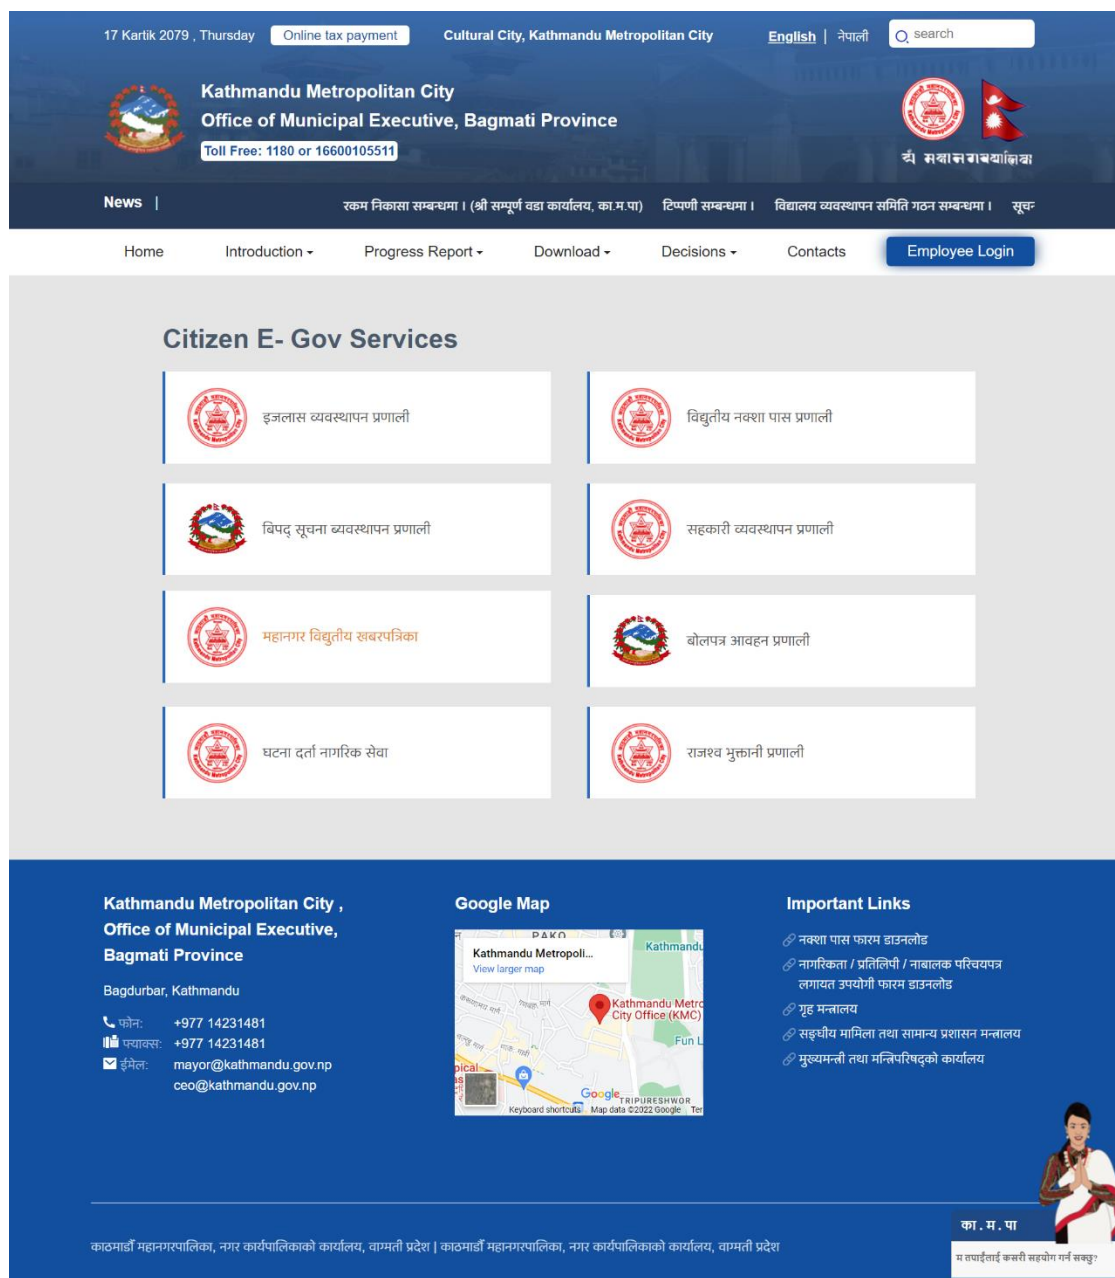 17 Kartik 2079 , Thursday Online tax payment Cultural City, Kathmandu Metropolitan City English | नेपाली search
Kathmandu Metropolitan City
Office of Municipal Executive, Bagmati Province
Toll Free: 1180 or 16600105511
News | रकम निकासा सम्बन्धमा । (श्री सम्पूर्ण वडा कार्यालय, का.म.पा) टिप्पणी सम्बन्धमा । विद्यालय व्यवस्थापन समिति गठन सम्बन्धमा ।
Home Introduction Progress Report Download Decisions Contacts Employee Login
Citizen E- Gov Services
इजलास व्यवस्थापन प्रणाली
विद्युतीय नक्शा पास प्रणाली
बिपद् सूचना ब्यवस्थापन प्रणाली
सहकारी व्यवस्थापन प्रणाली
महानगर विद्युतीय खबरपत्रिका
बोलपत्र आवहन प्रणाली
घटना दर्ता नागरिक सेवा
राजश्व भुक्तानी प्रणाली
Kathmandu Metropolitan City ,
Office of Municipal Executive,
Bagmati Province
Bagdurbar, Kathmandu
फोन: +977 14231481
फ्याक्स: +977 14231481
ईमेल: mayor@kathmandu.gov.np
ceo@kathmandu.gov.np
Google Map
PAKO
Kathmandu Metropoli...
View larger map
Kathmandu
Kathmandu Metro
City Office (KMC)
Fun L
Google
TRIPURESHWOR
Keyboard shortcuts Map data ©2022 Google Ter
Important Links
नक्शा पास फारम डाउनलोड
नागरिकता / प्रतिलिपी / नाबालक परिचयपत्र
लगायत उपयोगी फारम डाउनलोड
गृह मन्त्रालय
सङ्घीय मामिला तथा सामान्य प्रशासन मन्त्रालय
मुख्यमन्त्री तथा मन्त्रिपरिषद्को कार्यालय
का . म . पा
म तपाईंलाई कसरी सहयोग गर्न सक्छु?
काठमाडौँ महानगरपालिका, नगर कार्यपालिकाको कार्यालय, वाग्मती प्रदेश | काठमाडौँ महानगरपालिका, नगर कार्यपालिकाको कार्यालय, वाग्मती प्रदेश